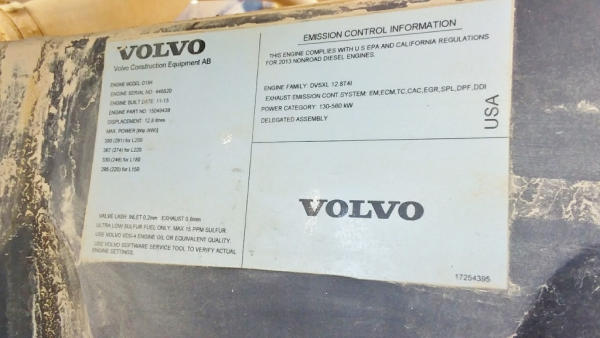 VOLVO
Volvo Construction Equipment AB
ENGINE MODEL D13H
ENGINE SERIAL NO: 446520
ENGINE BUILT DATE: 11-13
ENGINE PART NO: 15049438
DISPLACEMENT: 12,8 litres
MAX. POWER [bhp (kW)]:
390 (291) for L250
367 (274) for L220
330 (246) for L180
295 (220) for L150
VALVE LASH: INLET 0,2mm EXHAUST 0,8mm
ULTRA LOW SULFUR FUEL ONLY. MAX 15 PPM SULFUR.
USE VOLVO VDS-4 ENGINE OIL OR EQUIVALENT QUALITY.
USE VOLVO SOFTWARE SERVICE TOOL TO VERIFY ACTUAL
ENGINE SETTINGS.
EMISSION CONTROL INFORMATION
THIS ENGINE COMPLIES WITH U.S EPA AND CALIFORNIA REGULATIONS
FOR 2013 NONROAD DIESEL ENGINES.
ENGINE FAMILY: DV5XL 12.8T4I
EXHAUST EMISSION CONT.SYSTEM: EM,ECM,TC,CAC,EGR,SPL,DPF,DDI
POWER CATEGORY: 130-560 kW
DELEGATED ASSEMBLY
USA
VOLVO
17254395